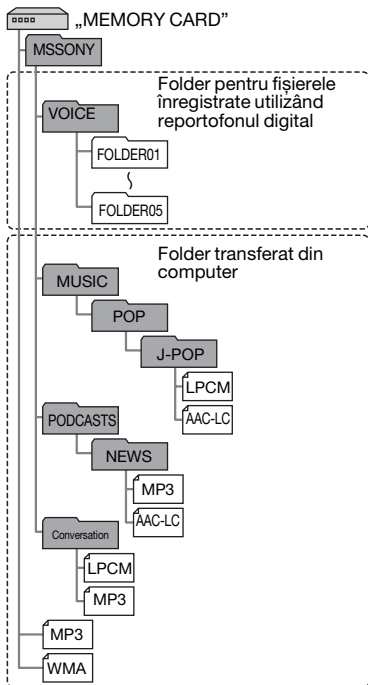 „MEMORY CARD”
MSSONY
Folder pentru fișierele
înregistrate utilizând
reportofonul digital
VOICE
FOLDER01
FOLDER05
Folder transferat din
computer
MUSIC
POP
J-POP
LPCM
AAC-LC
PODCASTS
NEWS
MP3
AAC-LC
Conversation
LPCM
MP3
MP3
WMA